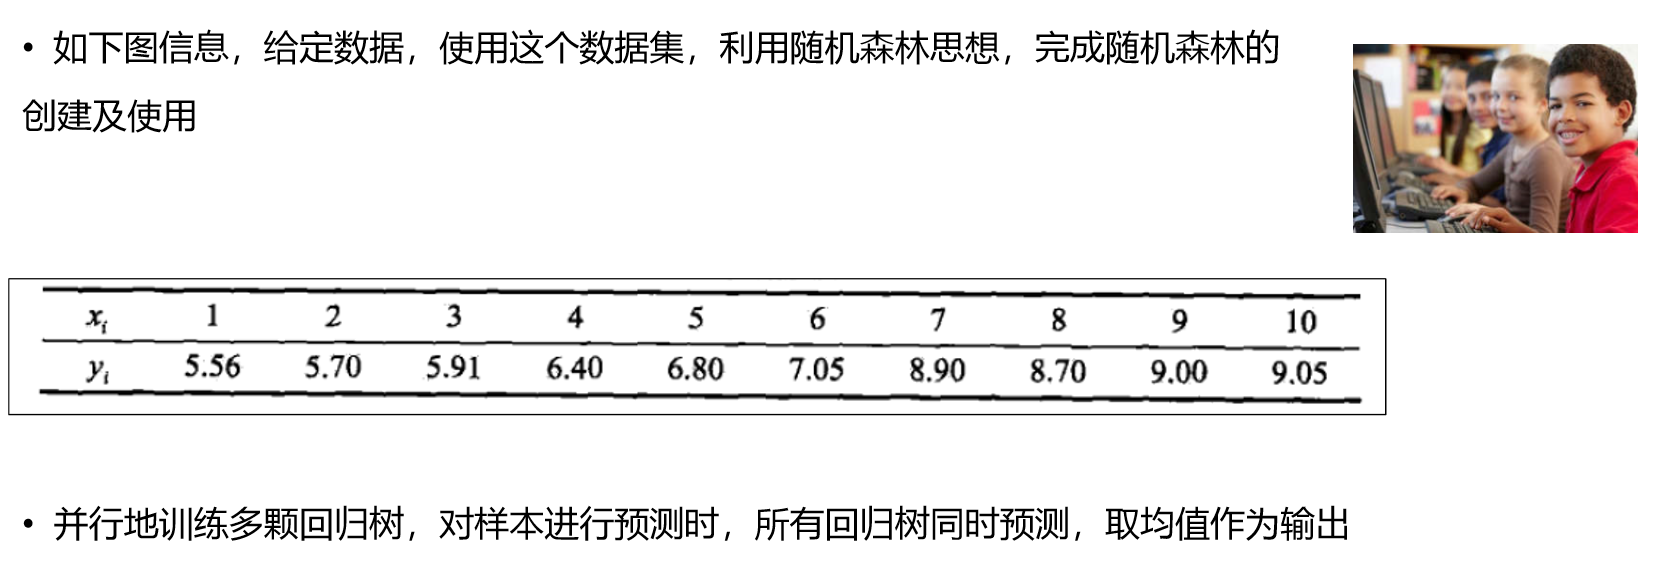 • 如下图信息，给定数据，使用这个数据集，利用随机森林思想，完成随机森林的
创建及使用
xᵢ 1 2 3 4 5 6 7 8 9 10
yᵢ 5.56 5.70 5.91 6.40 6.80 7.05 8.90 8.70 9.00 9.05
• 并行地训练多颗回归树，对样本进行预测时，所有回归树同时预测，取均值作为输出